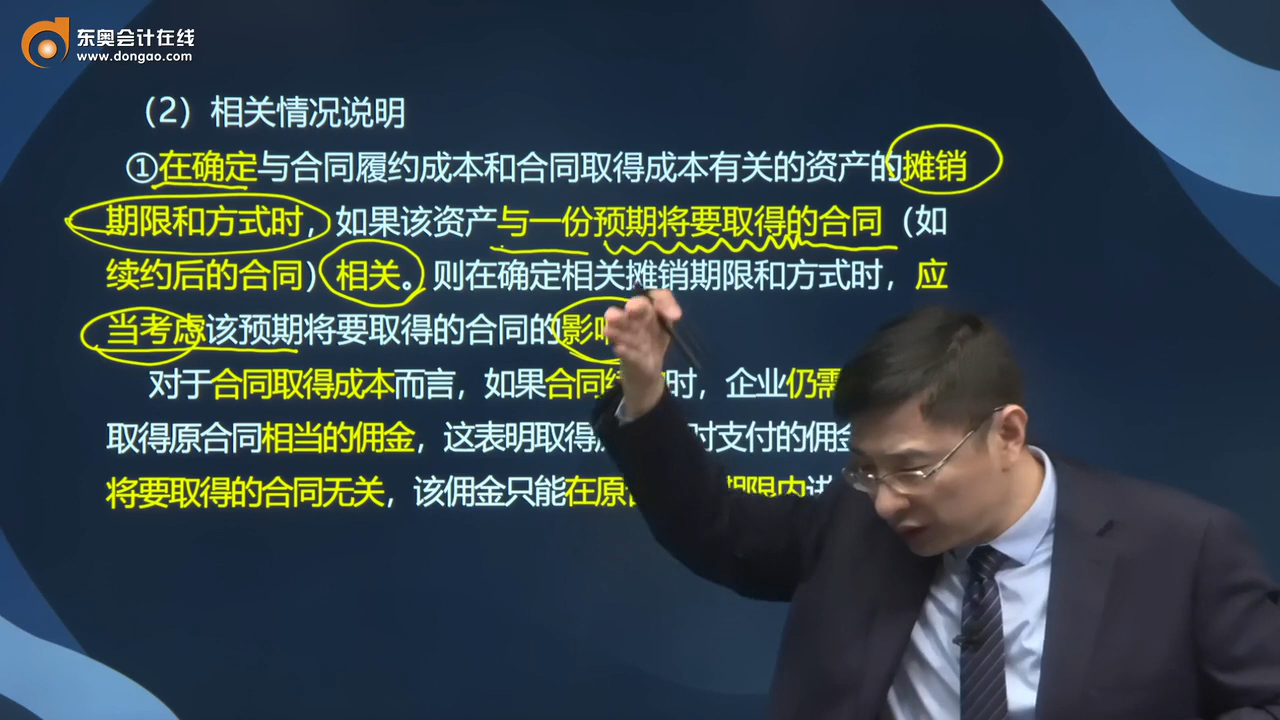 东奥会计在线
www.dongao.com
（2）相关情况说明
①在确定与合同履约成本和合同取得成本有关的资产的摊销
期限和方式时，如果该资产与一份预期将要取得的合同（如
续约后的合同）相关。则在确定相关摊销期限和方式时，应
当考虑该预期将要取得的合同的影
对于合同取得成本而言，如果合同 时，企业仍需
取得原合同相当的佣金，这表明取得 时支付的佣金
将要取得的合同无关，该佣金只能在原 期限内